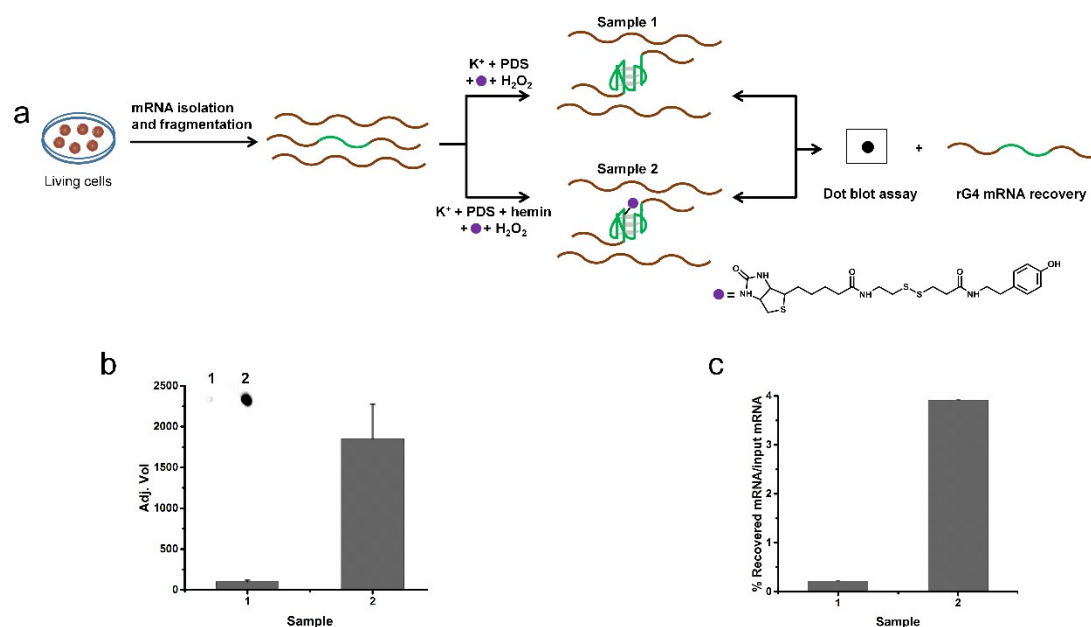 a
Living cells
mRNA isolation
and fragmentation
K⁺ + PDS
+ + H₂O₂
K⁺ + PDS + hemin
+ + H₂O₂
Sample 1
Sample 2
Dot blot assay
+
rG4 mRNA recovery
=
O
NH
HN
S
O
N
H
S
S
O
N
H
OH
b
1 2
Adj. Vol
2500
2000
1500
1000
500
0
1 2
Sample
c
% Recovered mRNA/input mRNA
4
3
2
1
0
1 2
Sample